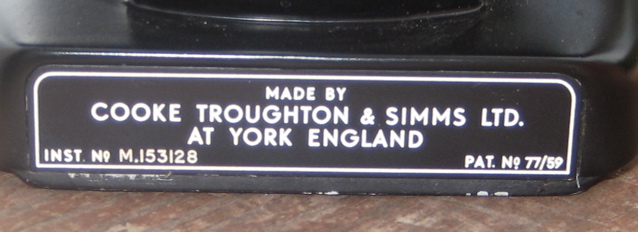 MADE BY
COOKE TROUGHTON & SIMMS LTD.
AT YORK ENGLAND
INST. Nº M.153128
PAT. Nº 77/59